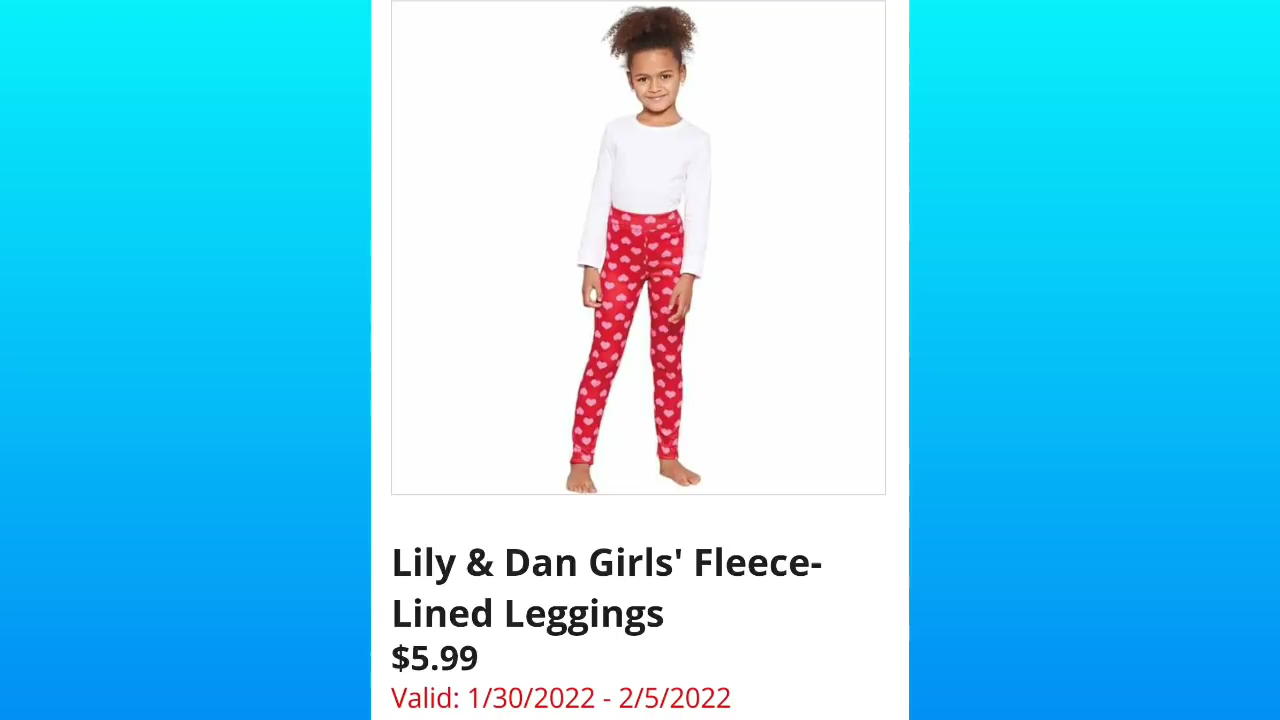 Lily & Dan Girls' Fleece-
Lined Leggings
$5.99
Valid: 1/30/2022 - 2/5/2022